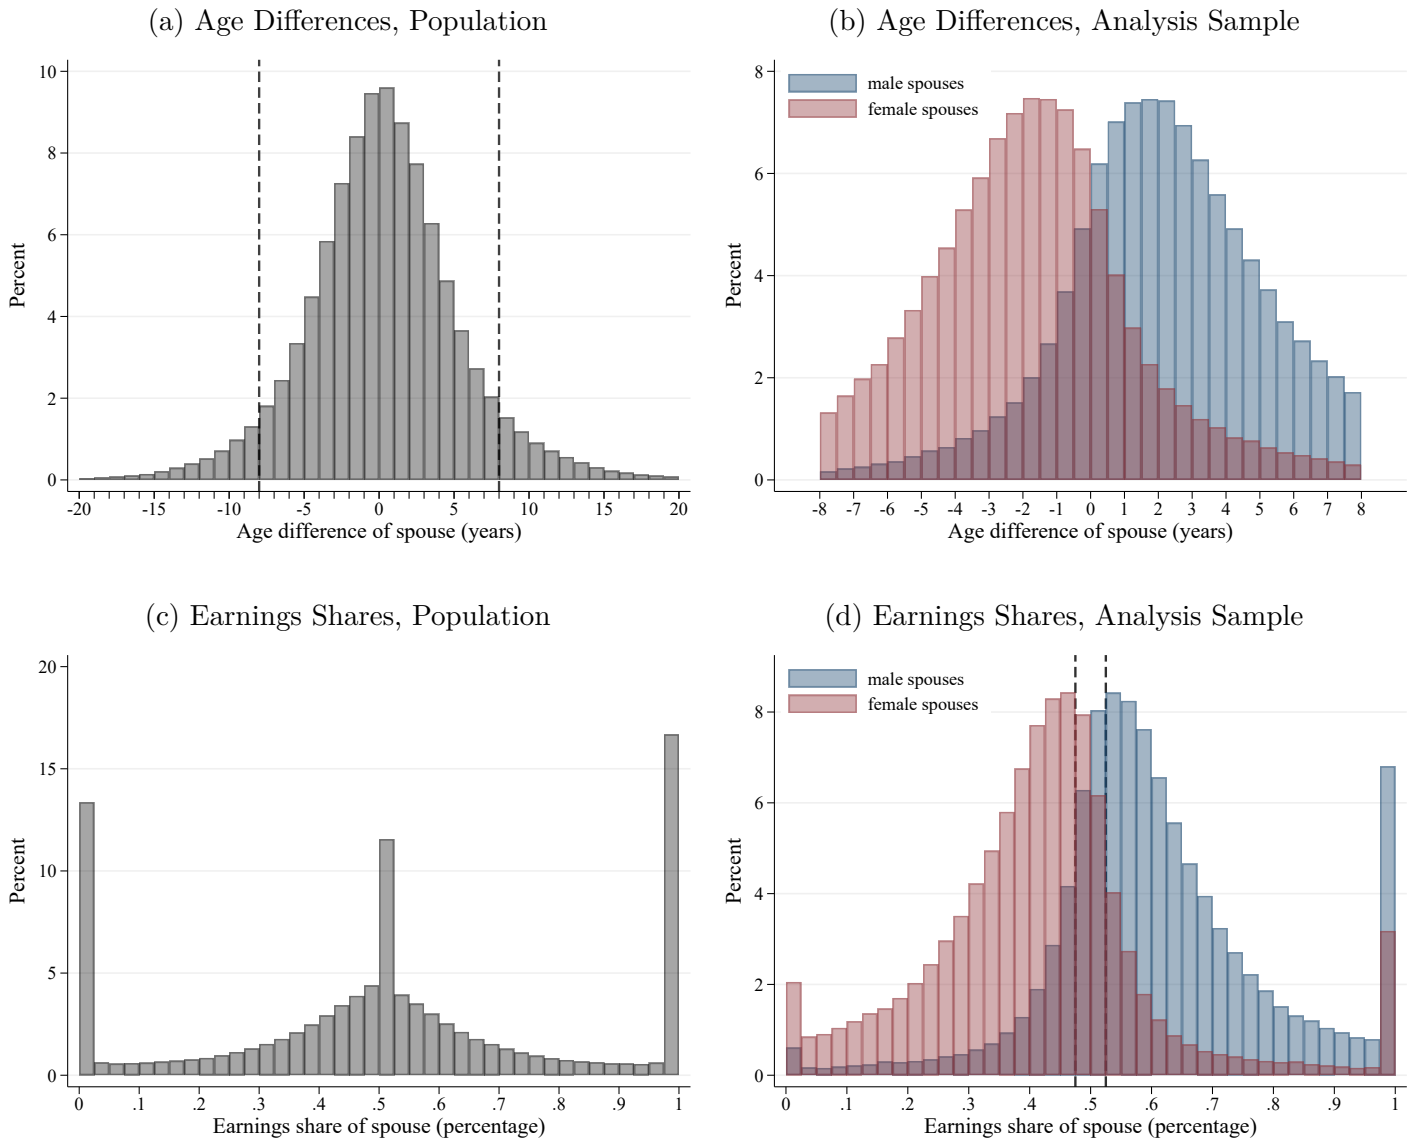 (a) Age Differences, Population
10
8
6
4
2
0
Percent
-20 -15 -10 -5 0 5 10 15 20
Age difference of spouse (years)
(b) Age Differences, Analysis Sample
male spouses
female spouses
8
6
4
2
0
Percent
-8 -7 -6 -5 -4 -3 -2 -1 0 1 2 3 4 5 6 7 8
Age difference of spouse (years)
(c) Earnings Shares, Population
20
15
10
5
0
Percent
0 .1 .2 .3 .4 .5 .6 .7 .8 .9 1
Earnings share of spouse (percentage)
(d) Earnings Shares, Analysis Sample
male spouses
female spouses
8
6
4
2
0
Percent
0 .1 .2 .3 .4 .5 .6 .7 .8 .9 1
Earnings share of spouse (percentage)